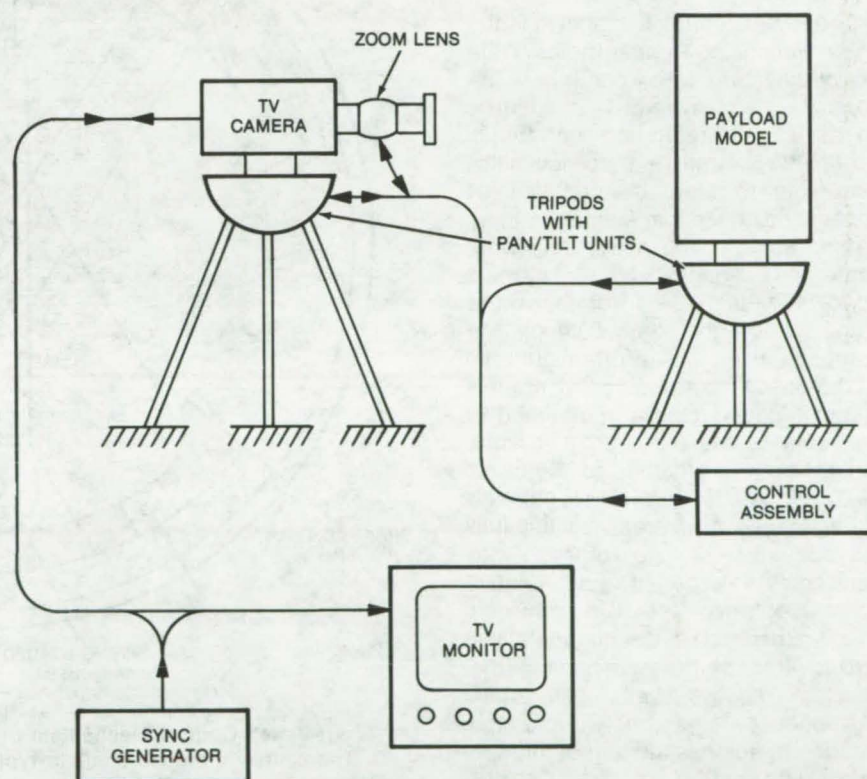 ZOOM LENS
TV
CAMERA
PAYLOAD
MODEL
TRIPODS
WITH
PAN/TILT UNITS
CONTROL
ASSEMBLY
TV
MONITOR
SYNC
GENERATOR